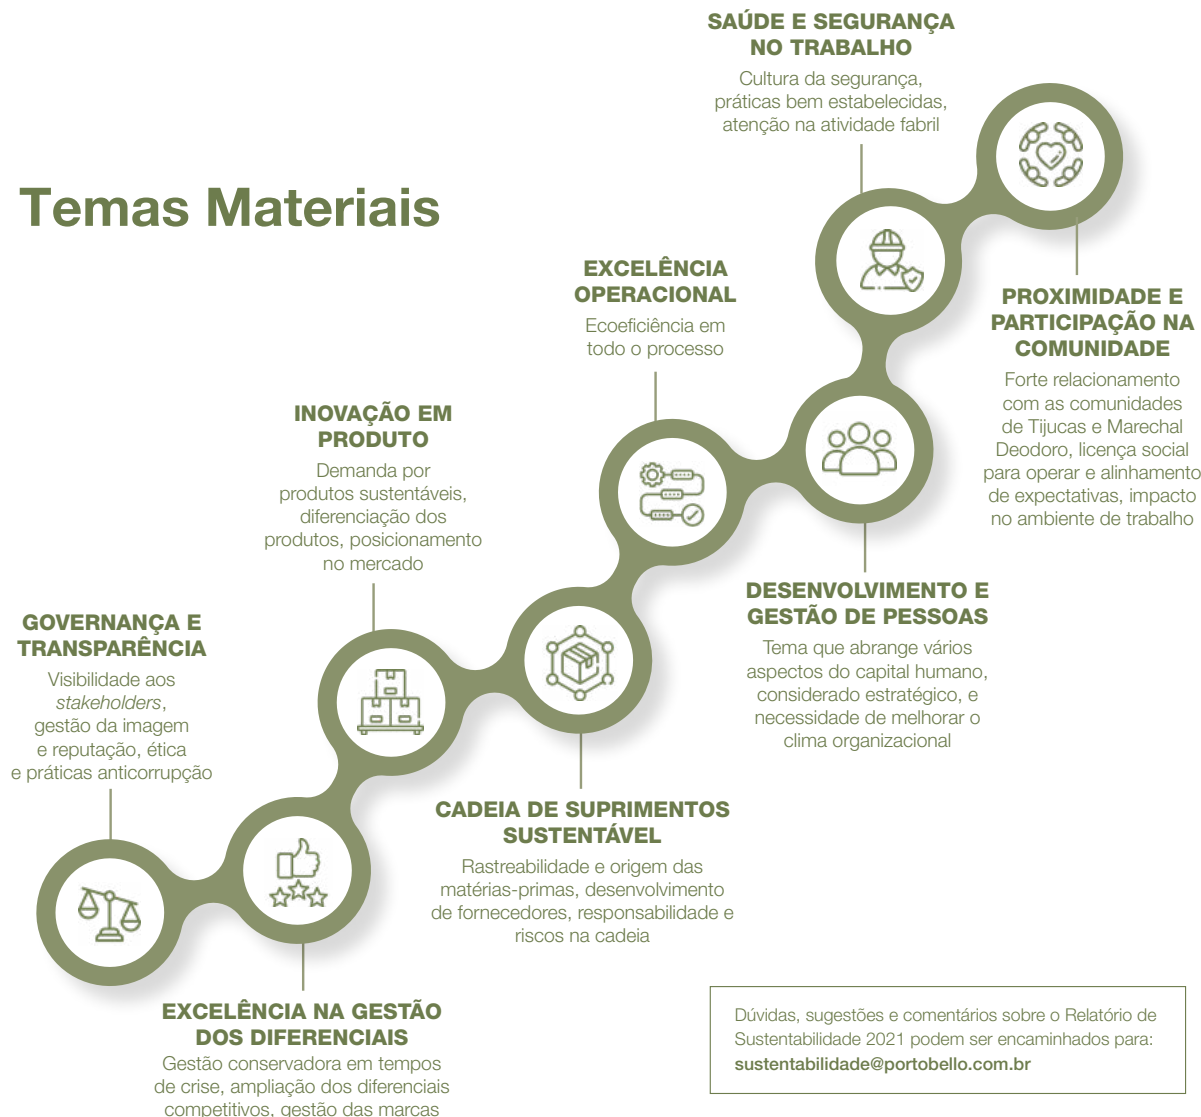 Temas Materiais
GOVERNANÇA E
TRANSPARÊNCIA
Visibilidade aos
stakeholders,
gestão da imagem
e reputação, ética
e práticas anticorrupção
EXCELÊNCIA NA GESTÃO
DOS DIFERENCIAIS
Gestão conservadora em tempos
de crise, ampliação dos diferenciais
competitivos, gestão das marcas
INOVAÇÃO EM
PRODUTO
Demanda por
produtos sustentáveis,
diferenciação dos
produtos, posicionamento
no mercado
CADEIA DE SUPRIMENTOS
SUSTENTÁVEL
Rastreabilidade e origem das
matérias-primas, desenvolvimento
de fornecedores, responsabilidade e
riscos na cadeia
EXCELÊNCIA
OPERACIONAL
Ecoeficiência em
todo o processo
DESENVOLVIMENTO E
GESTÃO DE PESSOAS
Tema que abrange vários
aspectos do capital humano,
considerado estratégico, e
necessidade de melhorar o
clima organizacional
SAÚDE E SEGURANÇA
NO TRABALHO
Cultura da segurança,
práticas bem estabelecidas,
atenção na atividade fabril
PROXIMIDADE E
PARTICIPAÇÃO NA
COMUNIDADE
Forte relacionamento
com as comunidades
de Tijucas e Marechal
Deodoro, licença social
para operar e alinhamento
de expectativas, impacto
no ambiente de trabalho
Dúvidas, sugestões e comentários sobre o Relatório de
Sustentabilidade 2021 podem ser encaminhados para:
sustentabilidade@portobello.com.br